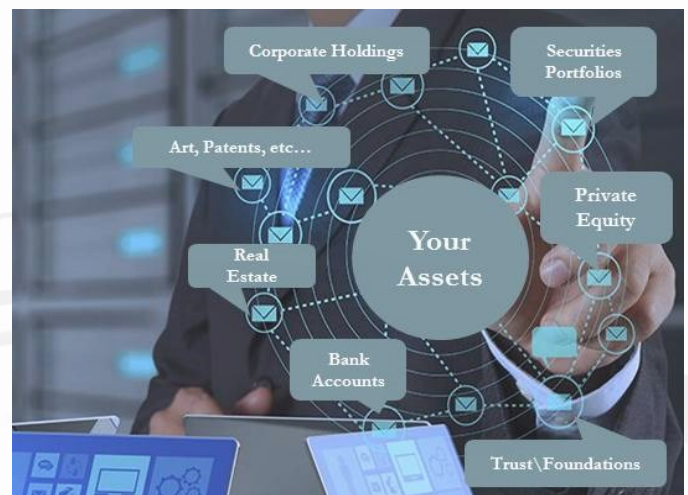 Corporate Holdings
Securities
Portfolios
Art, Patents, etc...
Private
Equity
Your
Assets
Real
Estate
Bank
Accounts
Trust\Foundations